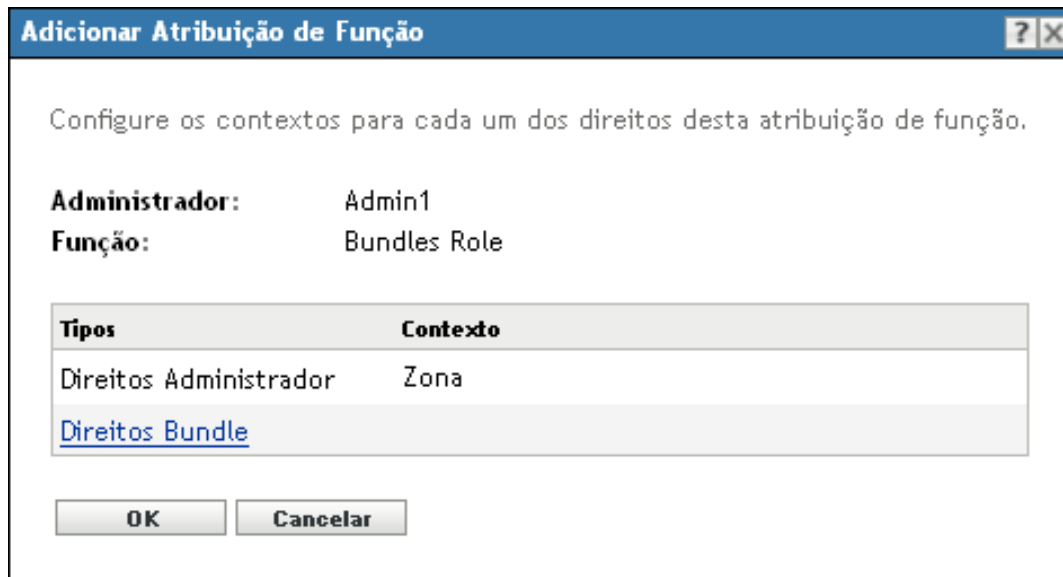 Adicionar Atribuição de Função ?
Configure os contextos para cada um dos direitos desta atribuição de função.
Administrador: Admin1
Função: Bundles Role
Tipos Contexto
Direitos Administrador Zona
Direitos Bundle
OK Cancelar